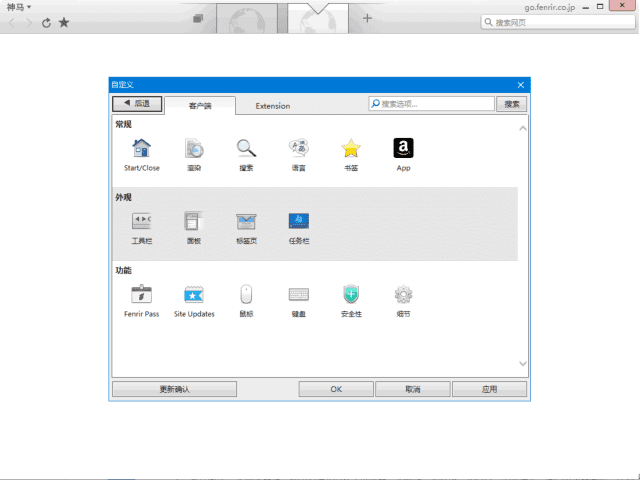 神马
go.fenrir.co.jp
搜索网页
自定义
后退
客户端
Extension
搜索选项...
搜索
常规
Start/Close
渲染
搜索
语言
书签
App
外观
工具栏
面板
标签页
任务栏
功能
Fenrir Pass
Site Updates
鼠标
键盘
安全性
细节
更新确认
OK
取消
应用